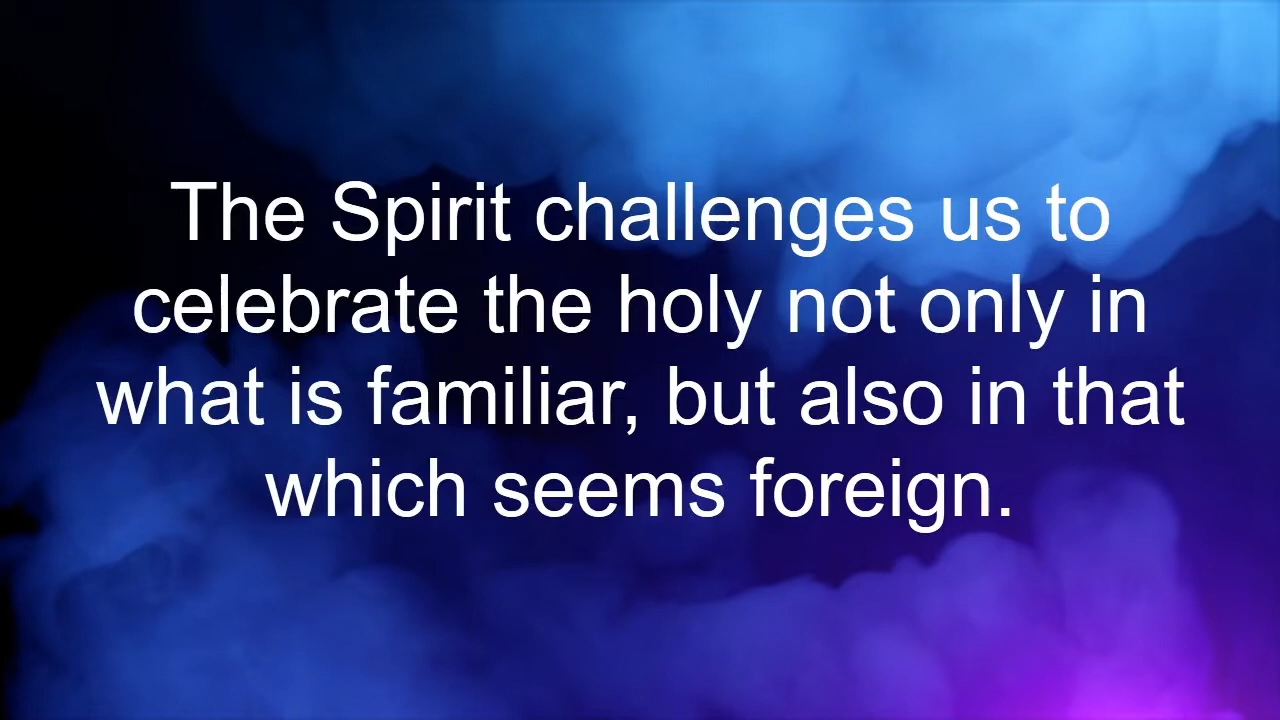 The Spirit challenges us to
celebrate the holy not only in
what is familiar, but also in that
which seems foreign.